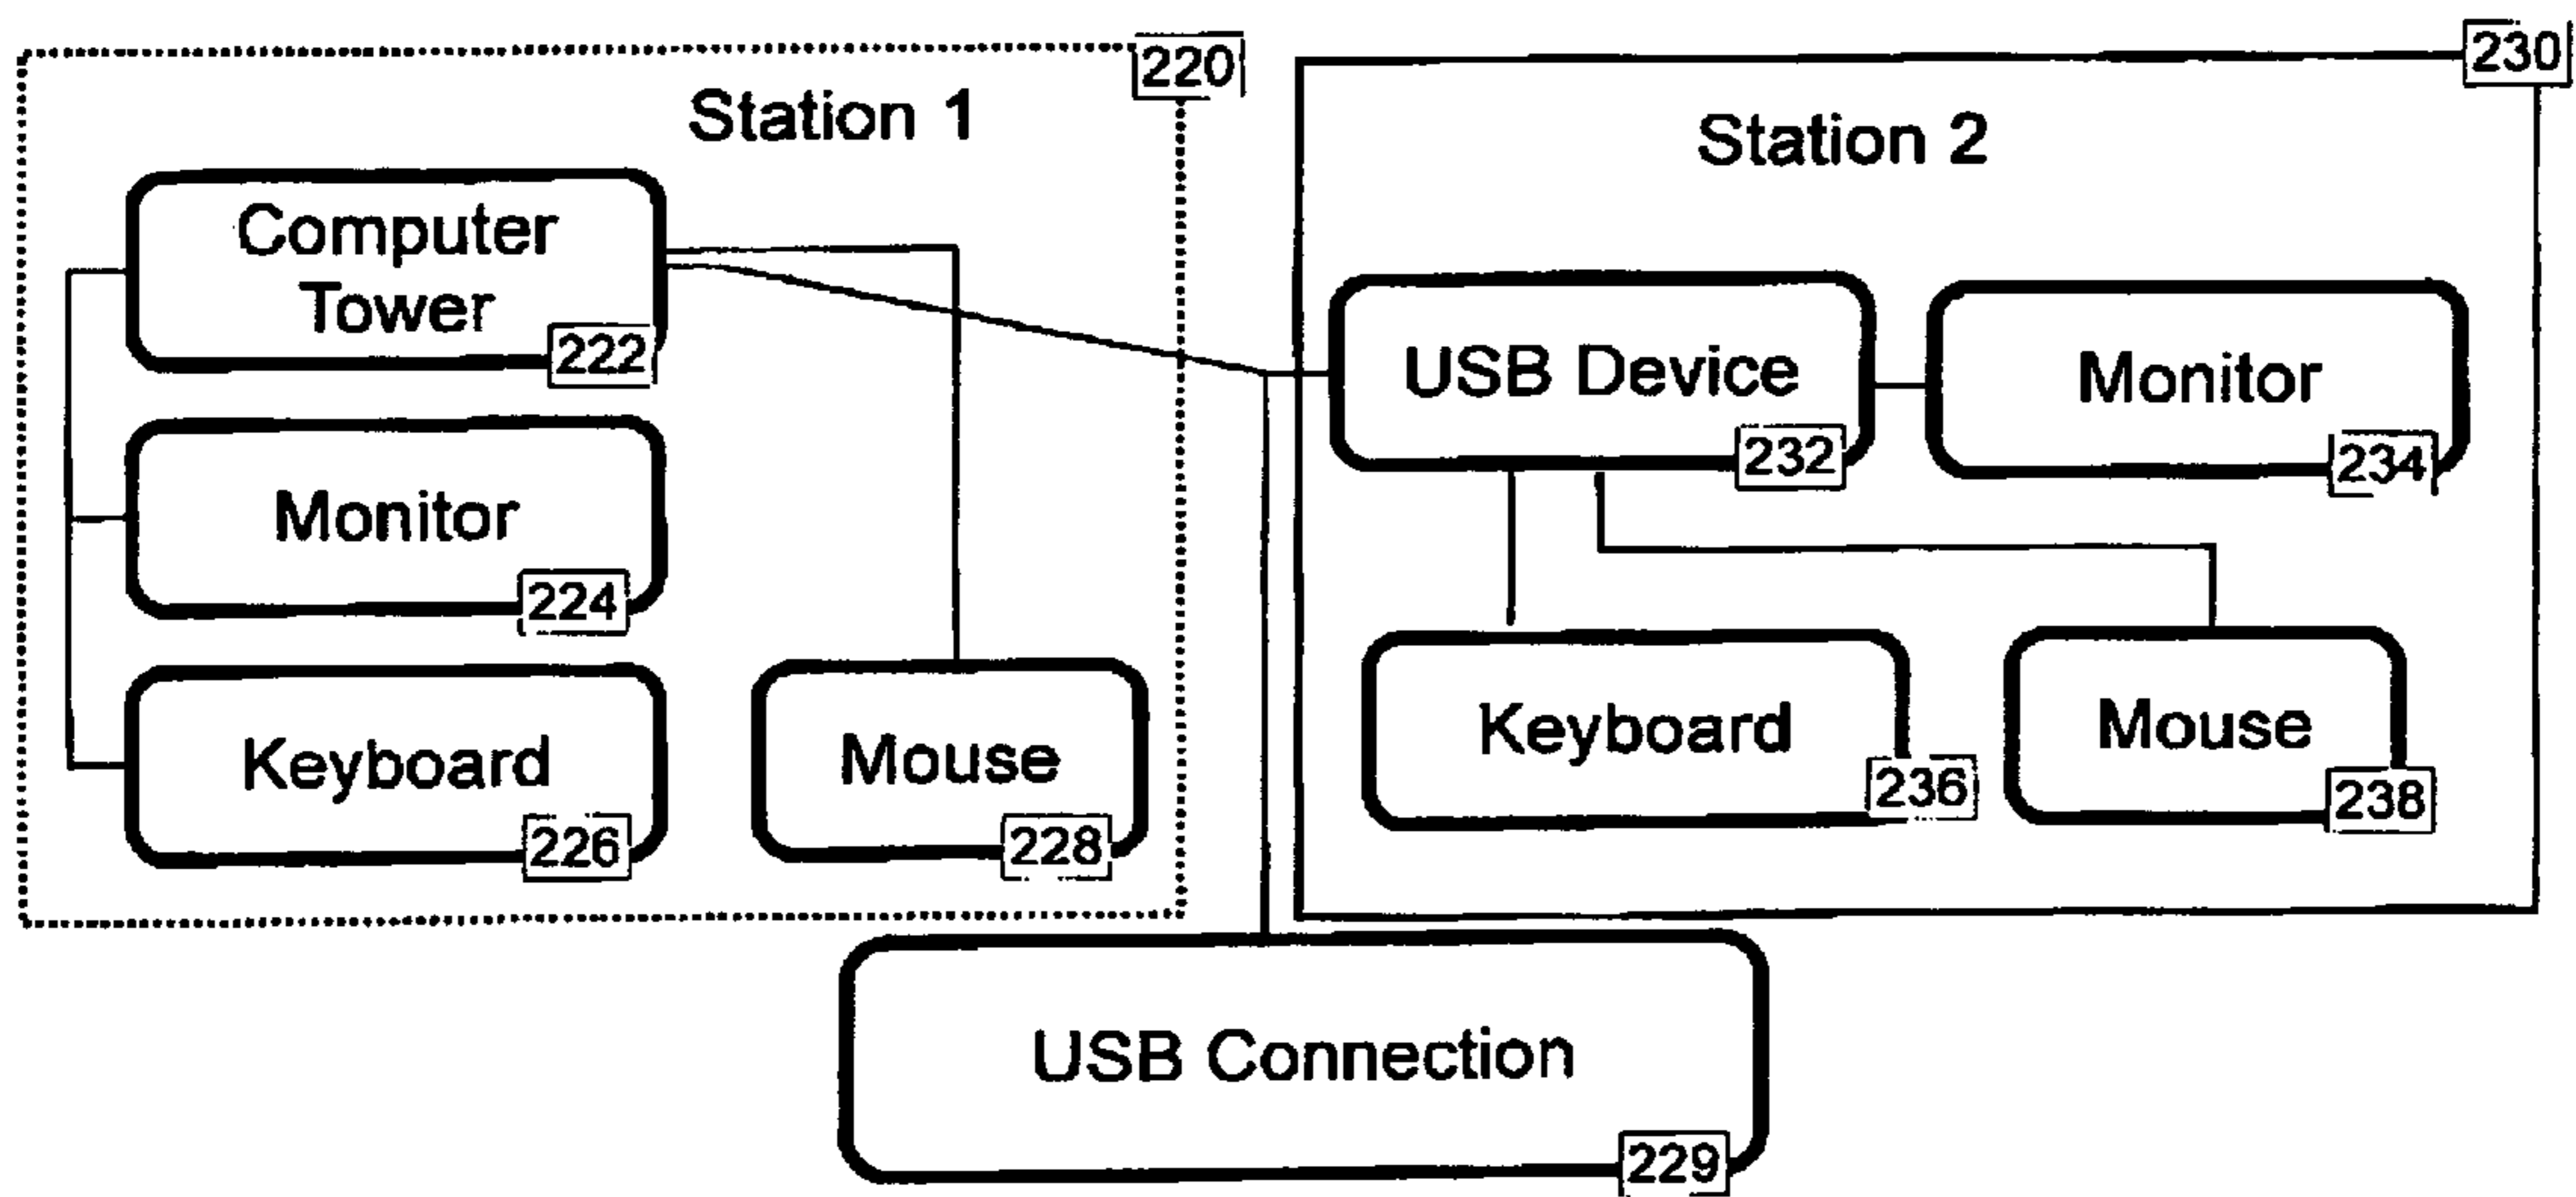 220
Station 1
Computer
Tower
222
Monitor
224
Keyboard
226
Mouse
228
230
Station 2
USB Device
232
Monitor
234
Keyboard
236
Mouse
238
USB Connection
229